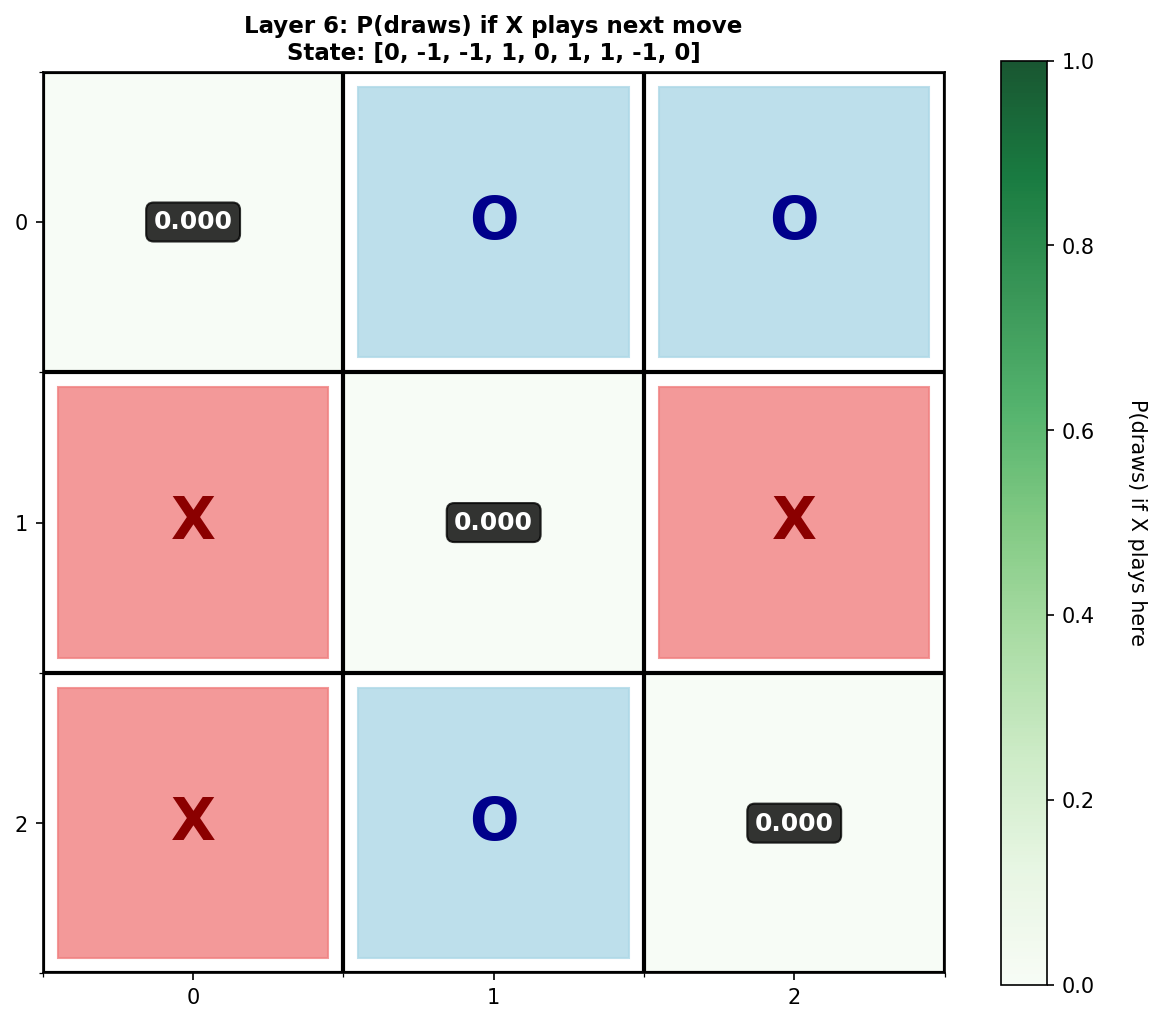 Layer 6: P(draws) if X plays next move
State: [0, -1, -1, 1, 0, 1, 1, -1, 0]
0
0.000
O
O
1
X
0.000
X
2
X
O
0.000
0
1
2
1.0
0.8
0.6
0.4
0.2
0.0
P(draws) if X plays here